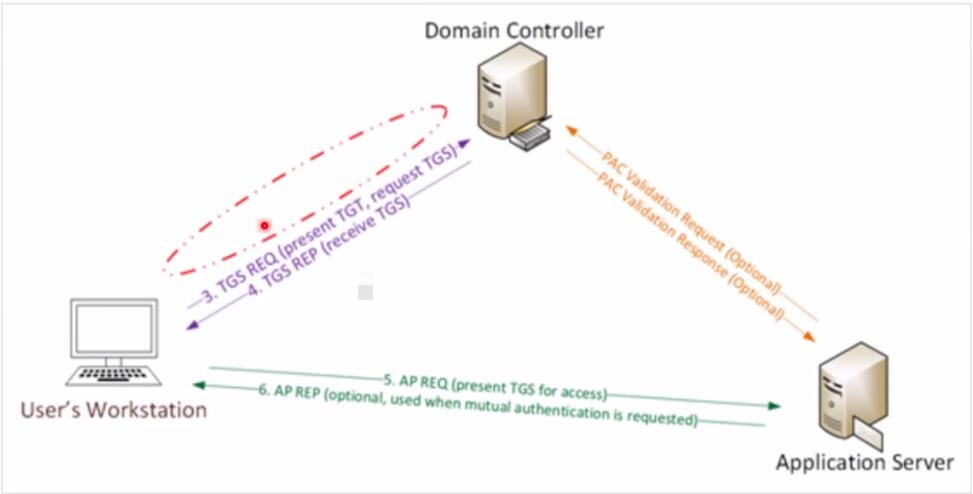 Domain Controller
3. TGS REQ (present TGT, request TGS)
4. TGS REP (receive TGS)
PAC Validation Request (Optional)
PAC Validation Response (Optional)
5. AP REQ (present TGS for access)
6. AP REP (optional, used when mutual authentication is requested)
User's Workstation
Application Server